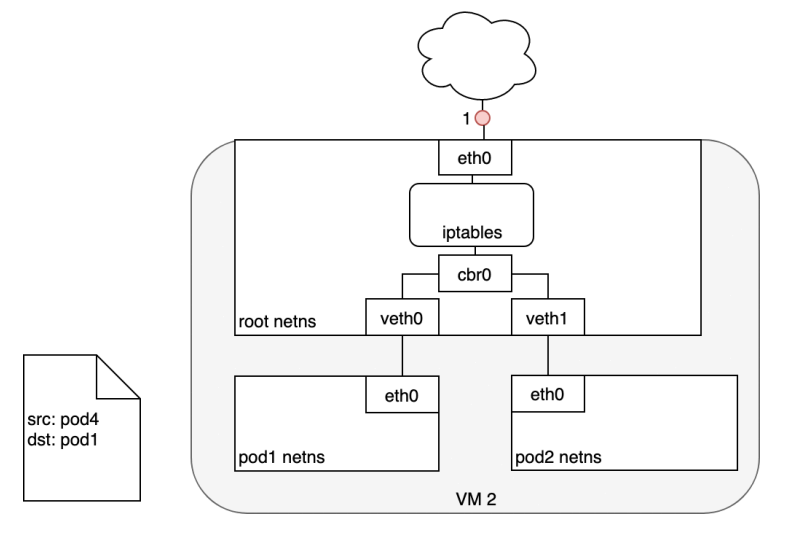 1
eth0
iptables
cbr0
veth0
veth1
root netns
eth0
eth0
src: pod4
dst: pod1
pod1 netns
pod2 netns
VM 2